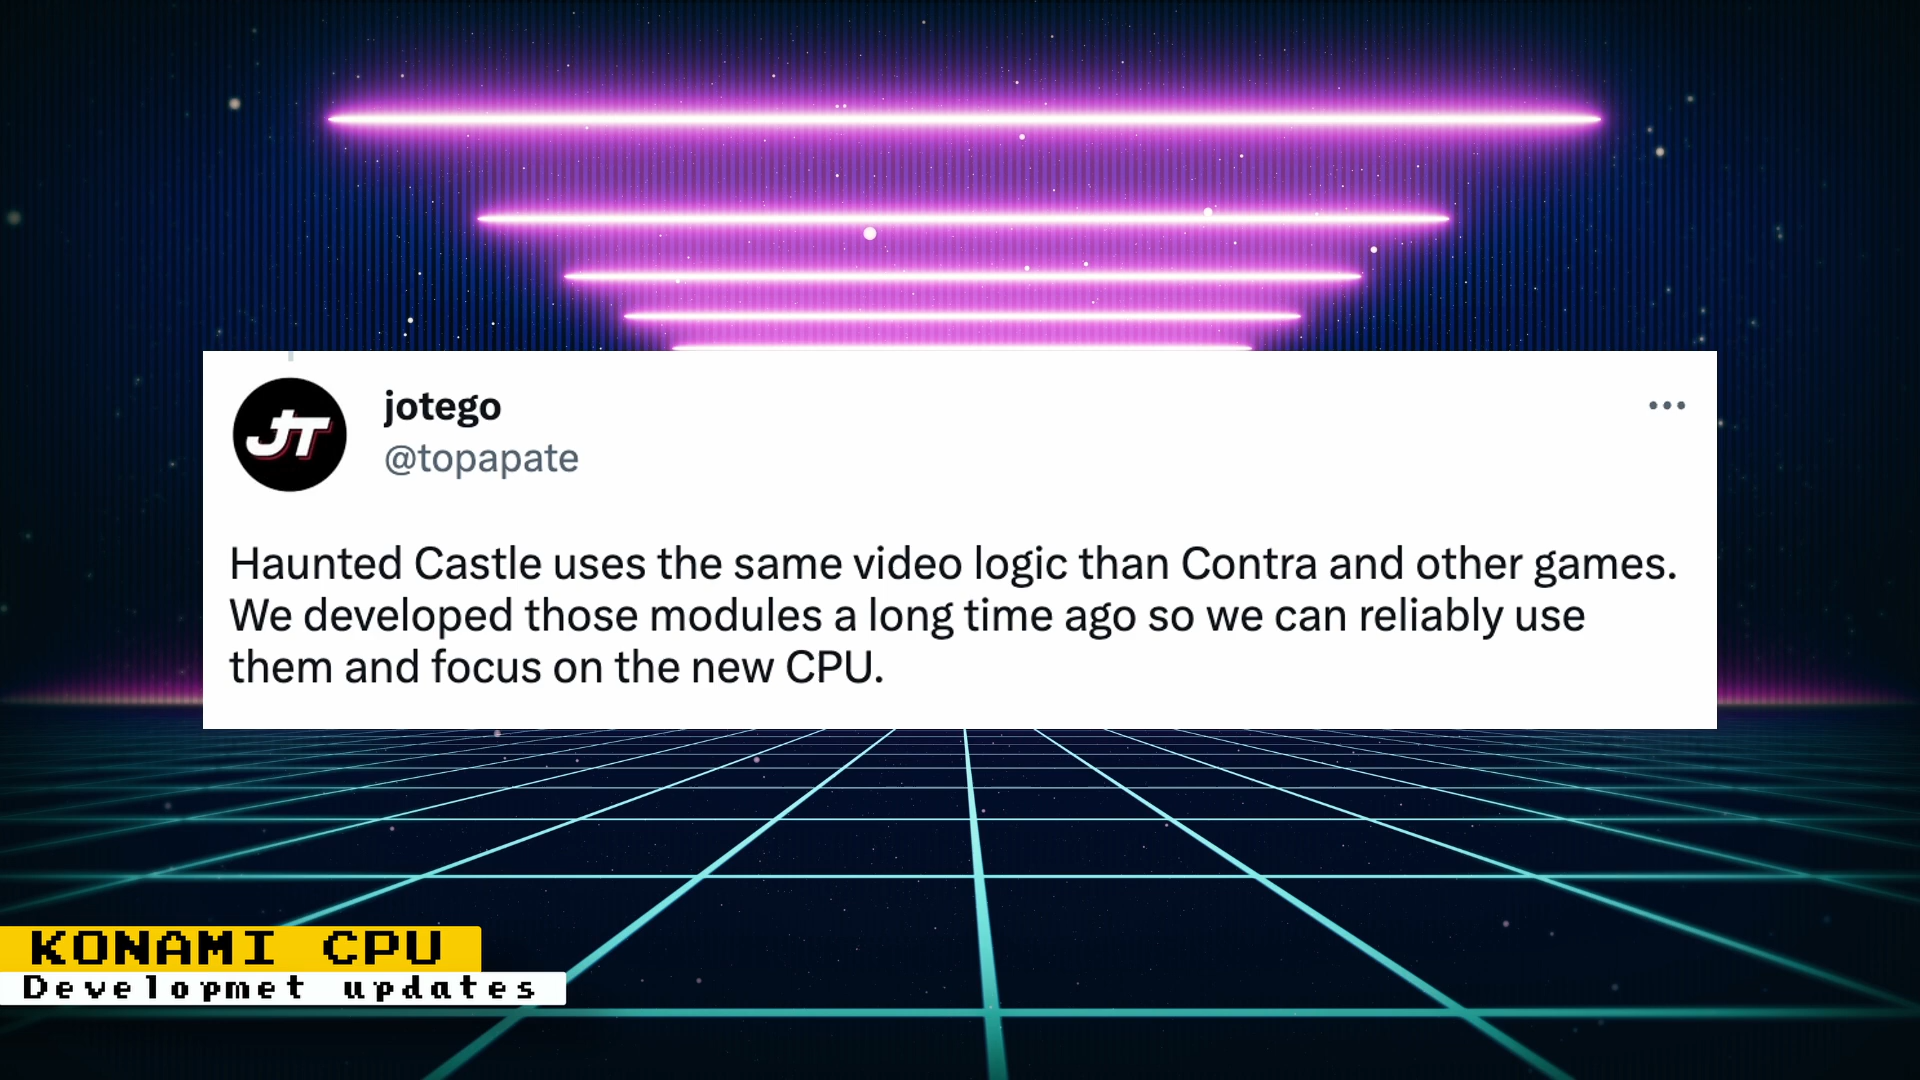 JT
jotego
@topapate
Haunted Castle uses the same video logic than Contra and other games.
We developed those modules a long time ago so we can reliably use
them and focus on the new CPU.
KONAMI CPU
Developmet updates